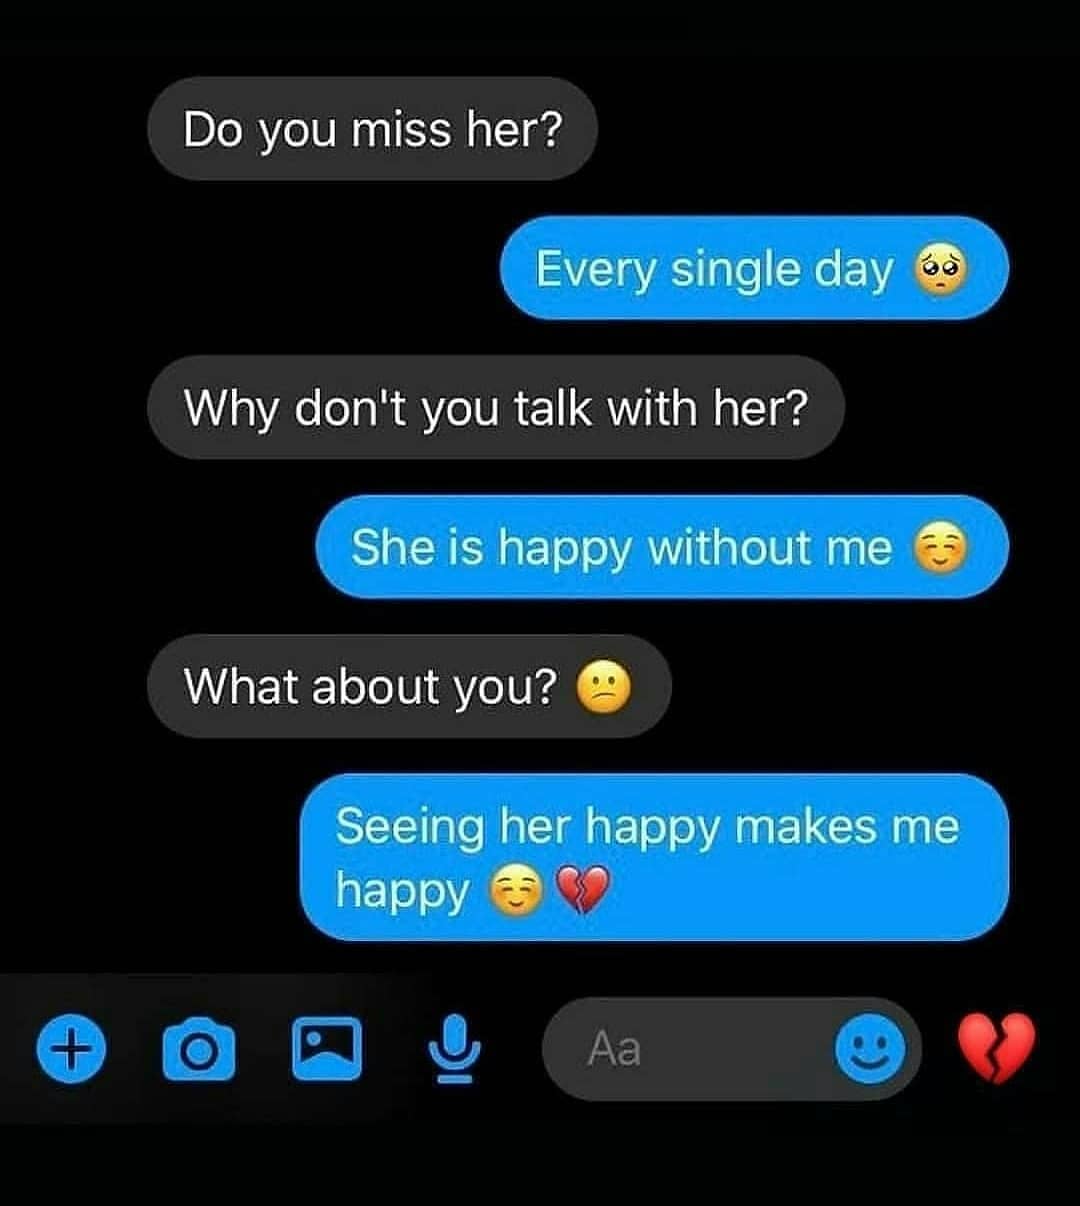 Do you miss her?
Every single day 🥺
Why don't you talk with her?
She is happy without me ☺️
What about you? 😕
Seeing her happy makes me
happy ☺️💔
Aa